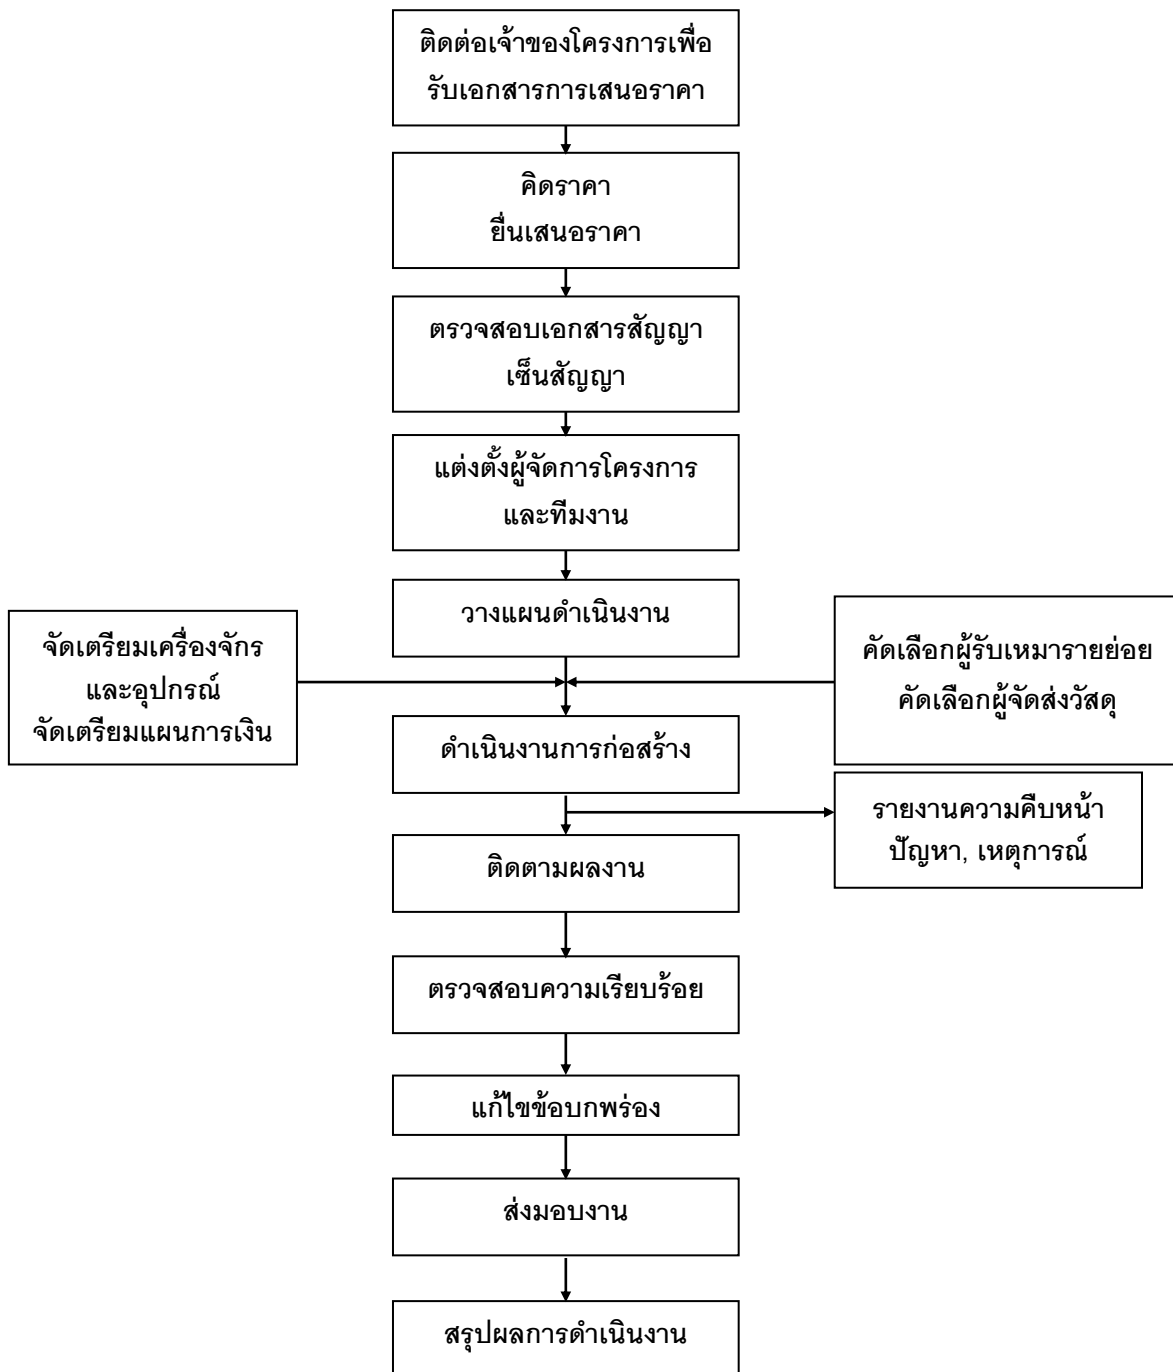 ติดต่อเจ้าของโครงการเพื่อ
รับเอกสารการเสนอราคา
คิดราคา
ยื่นเสนอราคา
ตรวจสอบเอกสารสัญญา
เซ็นสัญญา
แต่งตั้งผู้จัดการโครงการ
และทีมงาน
วางแผนดำเนินงาน
จัดเตรียมเครื่องจักร
และอุปกรณ์
จัดเตรียมแผนการเงิน
คัดเลือกผู้รับเหมารายย่อย
คัดเลือกผู้จัดส่งวัสดุ
ดำเนินงานการก่อสร้าง
รายงานความคืบหน้า
ปัญหา, เหตุการณ์
ติดตามผลงาน
ตรวจสอบความเรียบร้อย
แก้ไขข้อบกพร่อง
ส่งมอบงาน
สรุปผลการดำเนินงาน